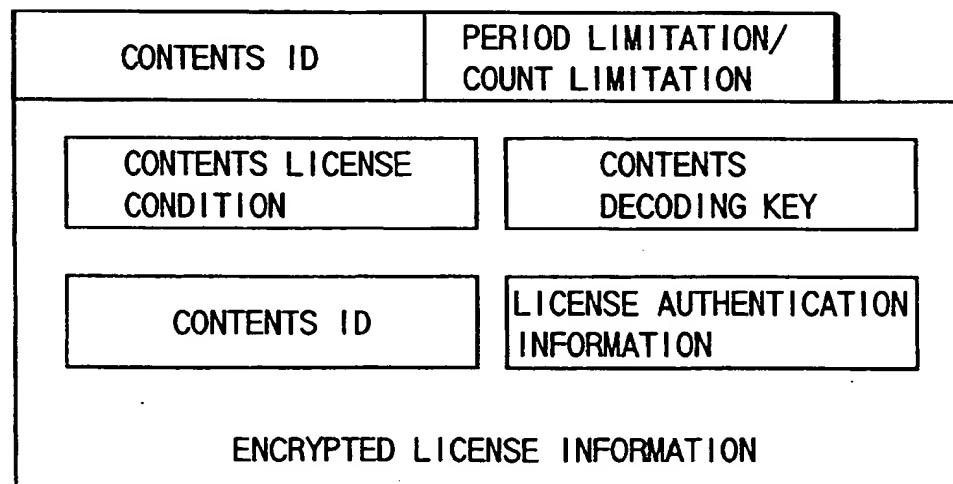 CONTENTS ID
PERIOD LIMITATION/
COUNT LIMITATION
CONTENTS LICENSE
CONDITION
CONTENTS
DECODING KEY
CONTENTS ID
LICENSE AUTHENTICATION
INFORMATION
ENCRYPTED LICENSE INFORMATION